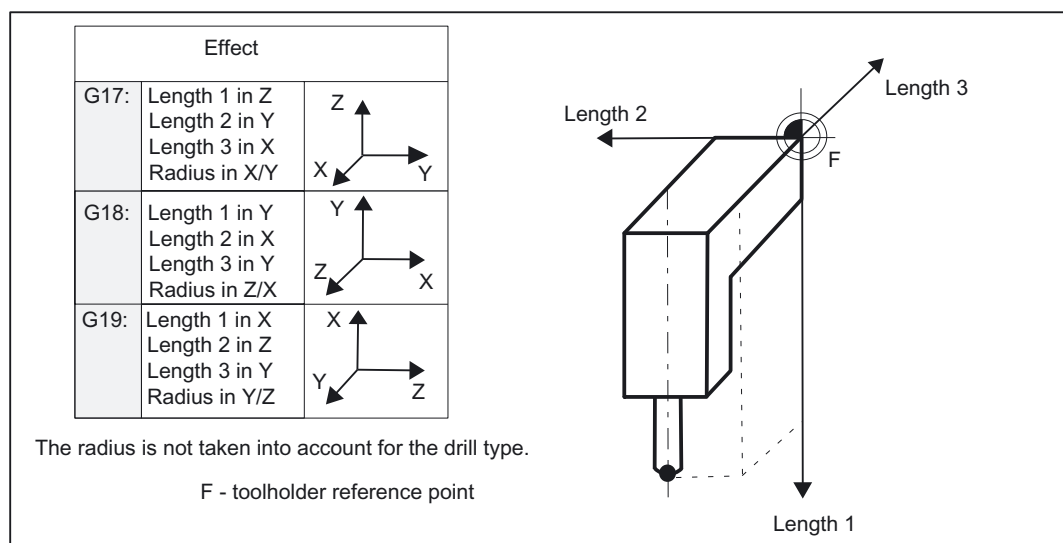 Effect
G17:
Length 1 in Z
Length 2 in Y
Length 3 in X
Radius in X/Y
Z
X
Y
G18:
Length 1 in Y
Length 2 in X
Length 3 in Y
Radius in Z/X
Y
Z
X
G19:
Length 1 in X
Length 2 in Z
Length 3 in Y
Radius in Y/Z
X
Y
Z
The radius is not taken into account for the drill type.
F - toolholder reference point
Length 3
Length 2
F
Length 1